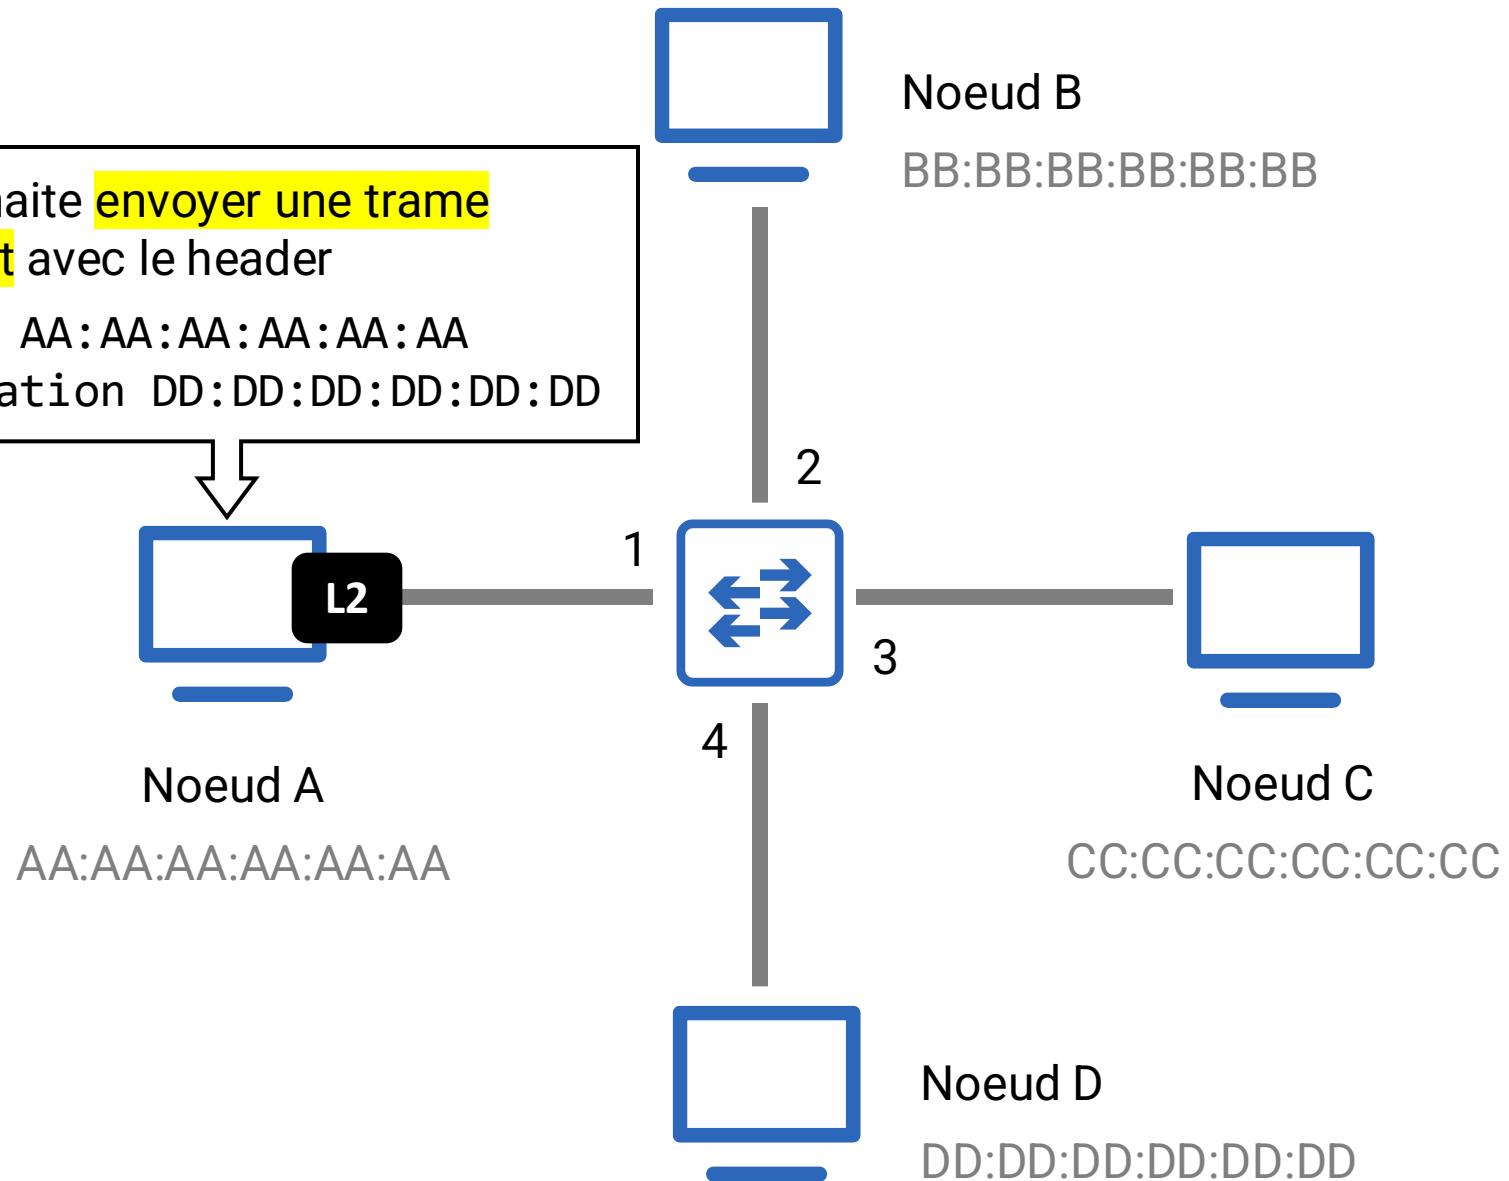 Noeud B
BB:BB:BB:BB:BB:BB
envoyer une trame
avec le header
AA:AA:AA:AA:AA:AA
DD:DD:DD:DD:DD:DD
2
1
L2
3
4
Noeud A
AA:AA:AA:AA:AA:AA
Noeud C
CC:CC:CC:CC:CC:CC
Noeud D
DD:DD:DD:DD:DD:DD